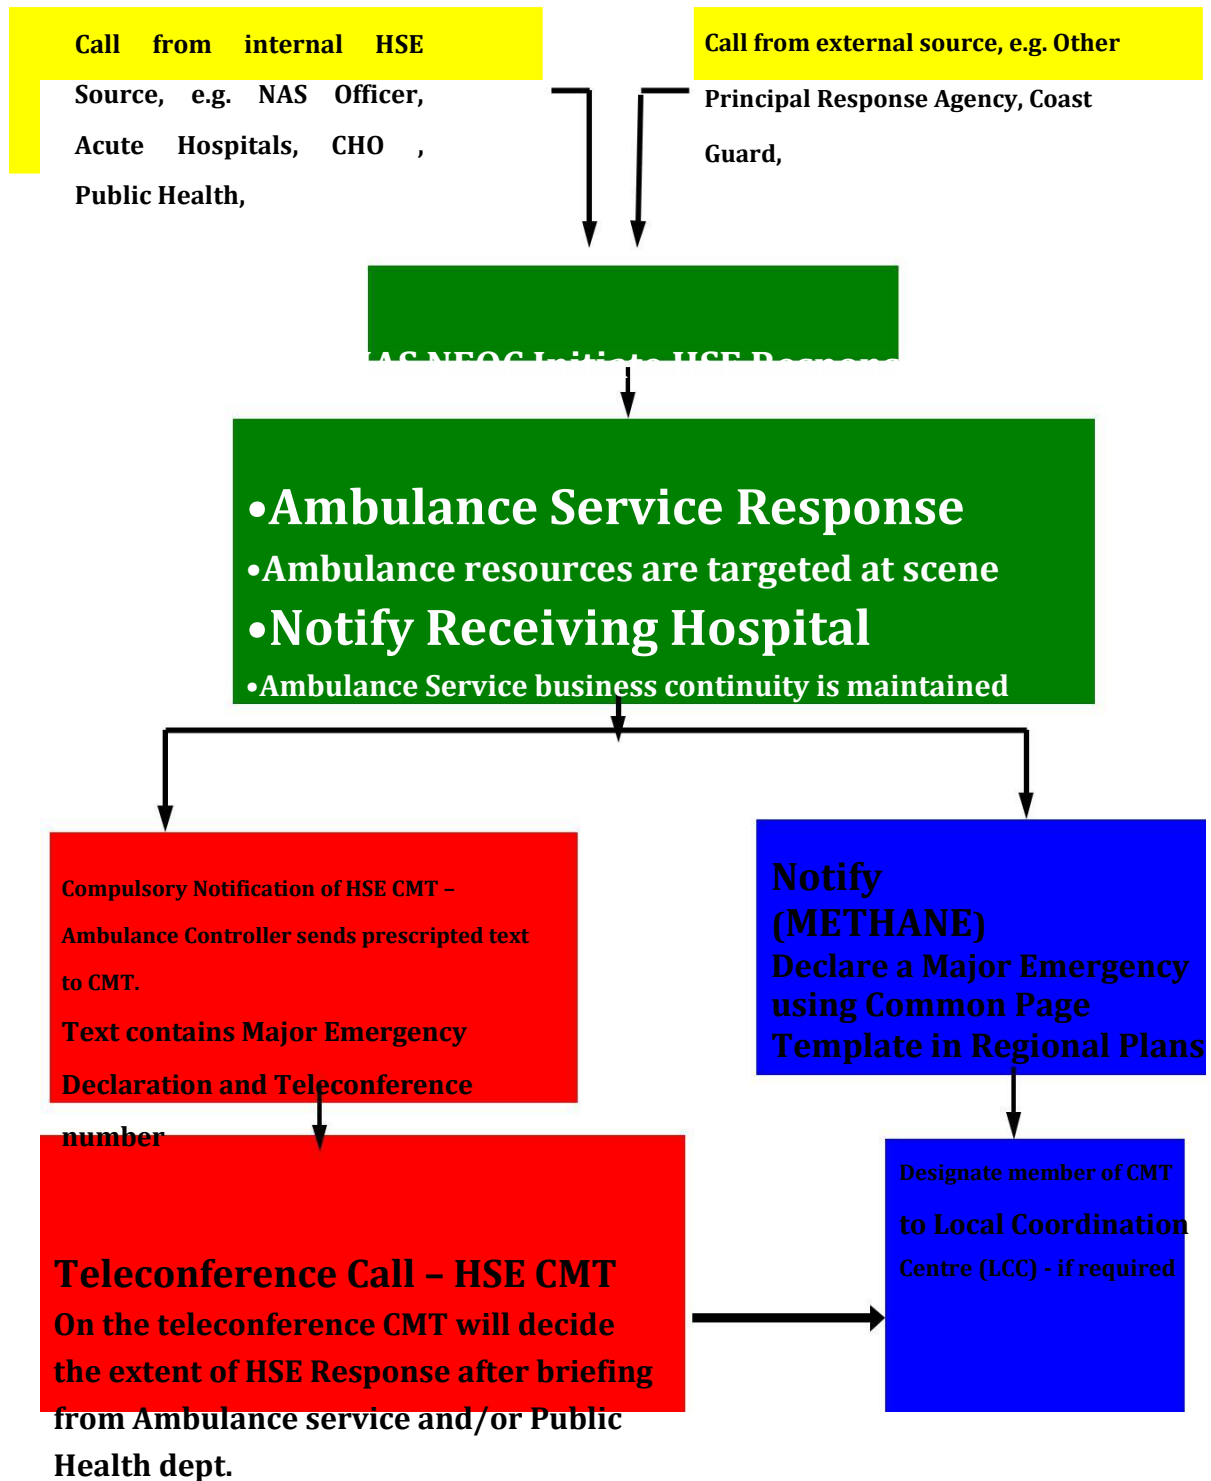 Call from internal HSE
Source, e.g. NAS Officer,
Acute Hospitals, CHO ,
Public Health,
Call from external source, e.g. Other
Principal Response Agency, Coast
Guard,
NEOC Initiate HSE
•Ambulance Service Response
•Ambulance resources are targeted at scene
•Notify Receiving Hospital
•Ambulance Service business continuity is maintained
Compulsory Notification of HSE CMT –
Ambulance Controller sends prescripted text
to CMT.
Text contains Major Emergency
Declaration and Teleconference
number
Notify
(METHANE)
Declare a Major Emergency
using Common Page
Template in Regional Plans
Teleconference Call – HSE CMT
On the teleconference CMT will decide
the extent of HSE Response after briefing
from Ambulance service and/or Public
Health dept.
Designate member of CMT
to Local Coordination
Centre (LCC) - if required